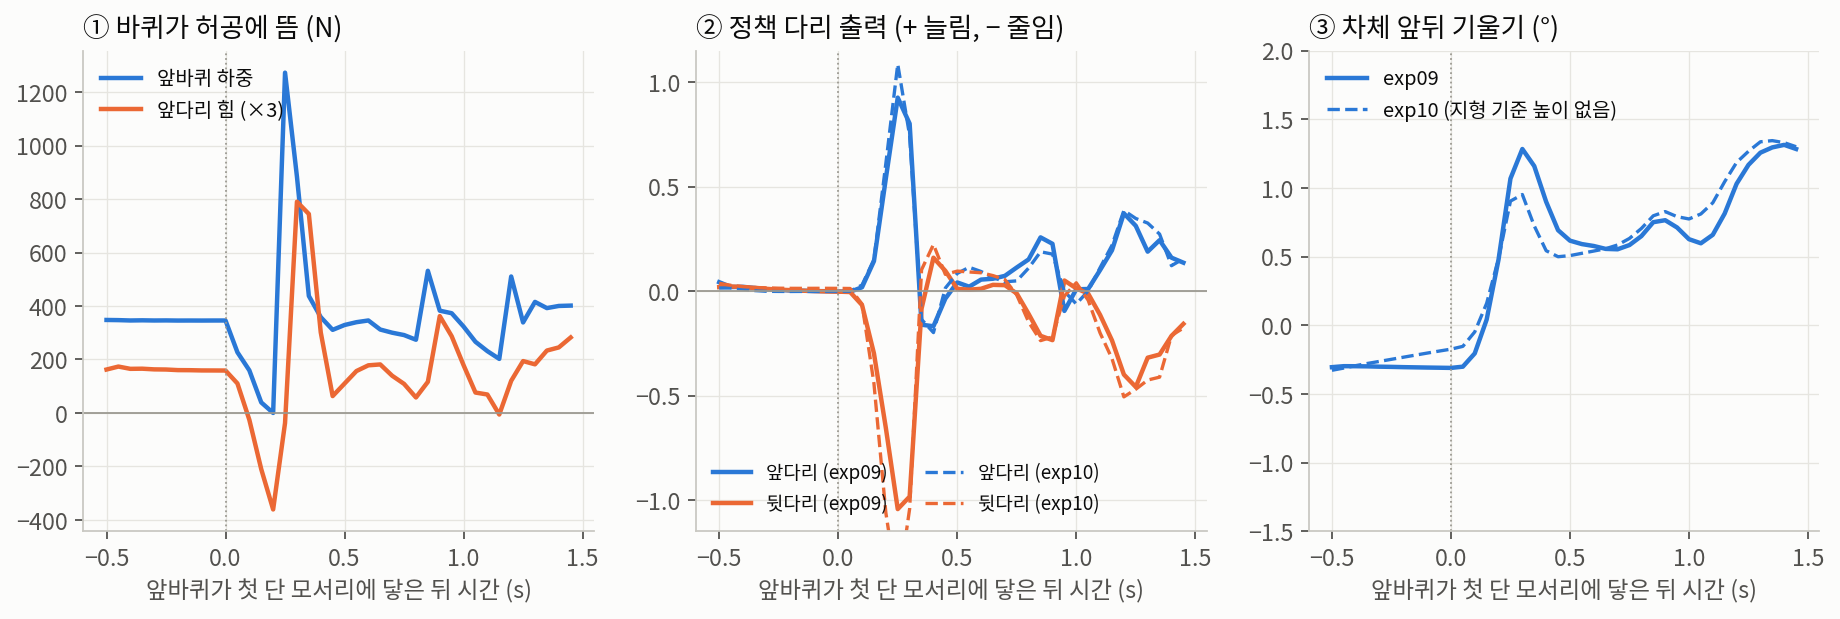 ① 바퀴가 허공에 뜸 (N)
앞바퀴 하중
앞다리 힘 (×3)
1200
1000
800
600
400
200
0
−200
−400
−0.5 0.0 0.5 1.0 1.5
앞바퀴가 첫 단 모서리에 닿은 뒤 시간 (s)
② 정책 다리 출력 (+ 늘림, − 줄임)
1.0
0.5
0.0
−0.5
−1.0
앞다리 (exp09) 앞다리 (exp10)
뒷다리 (exp09) 뒷다리 (exp10)
−0.5 0.0 0.5 1.0 1.5
앞바퀴가 첫 단 모서리에 닿은 뒤 시간 (s)
③ 차체 앞뒤 기울기 (°)
exp09
exp10 (지형 기준 높이 없음)
2.0
1.5
1.0
0.5
0.0
−0.5
−1.0
−1.5
−0.5 0.0 0.5 1.0 1.5
앞바퀴가 첫 단 모서리에 닿은 뒤 시간 (s)